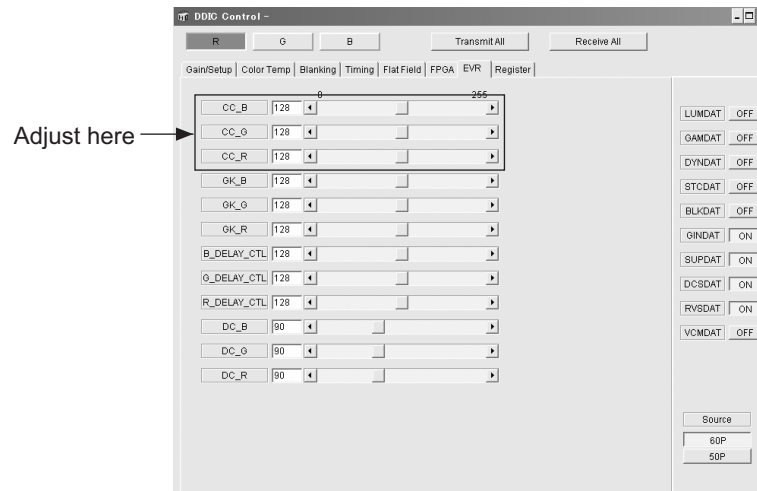 DDIC Control -
R G B Transmit All Receive All
Gain/Setup Color Temp Blanking Timing Flat Field FPGA EVR Register
0 255
Adjust here
CC_B 128
CC_G 128
CC_R 128
GK_B 128
GK_G 128
GK_R 128
B_DELAY_CTL 128
G_DELAY_CTL 128
R_DELAY_CTL 128
DC_B 90
DC_G 90
DC_R 90
LUMDAT OFF
GAMDAT OFF
DYNDAT OFF
STCDAT OFF
BLKDAT OFF
GINDAT ON
SUPDAT ON
DCSDAT ON
RVSDAT ON
VCMDAT OFF
Source
60P
50P